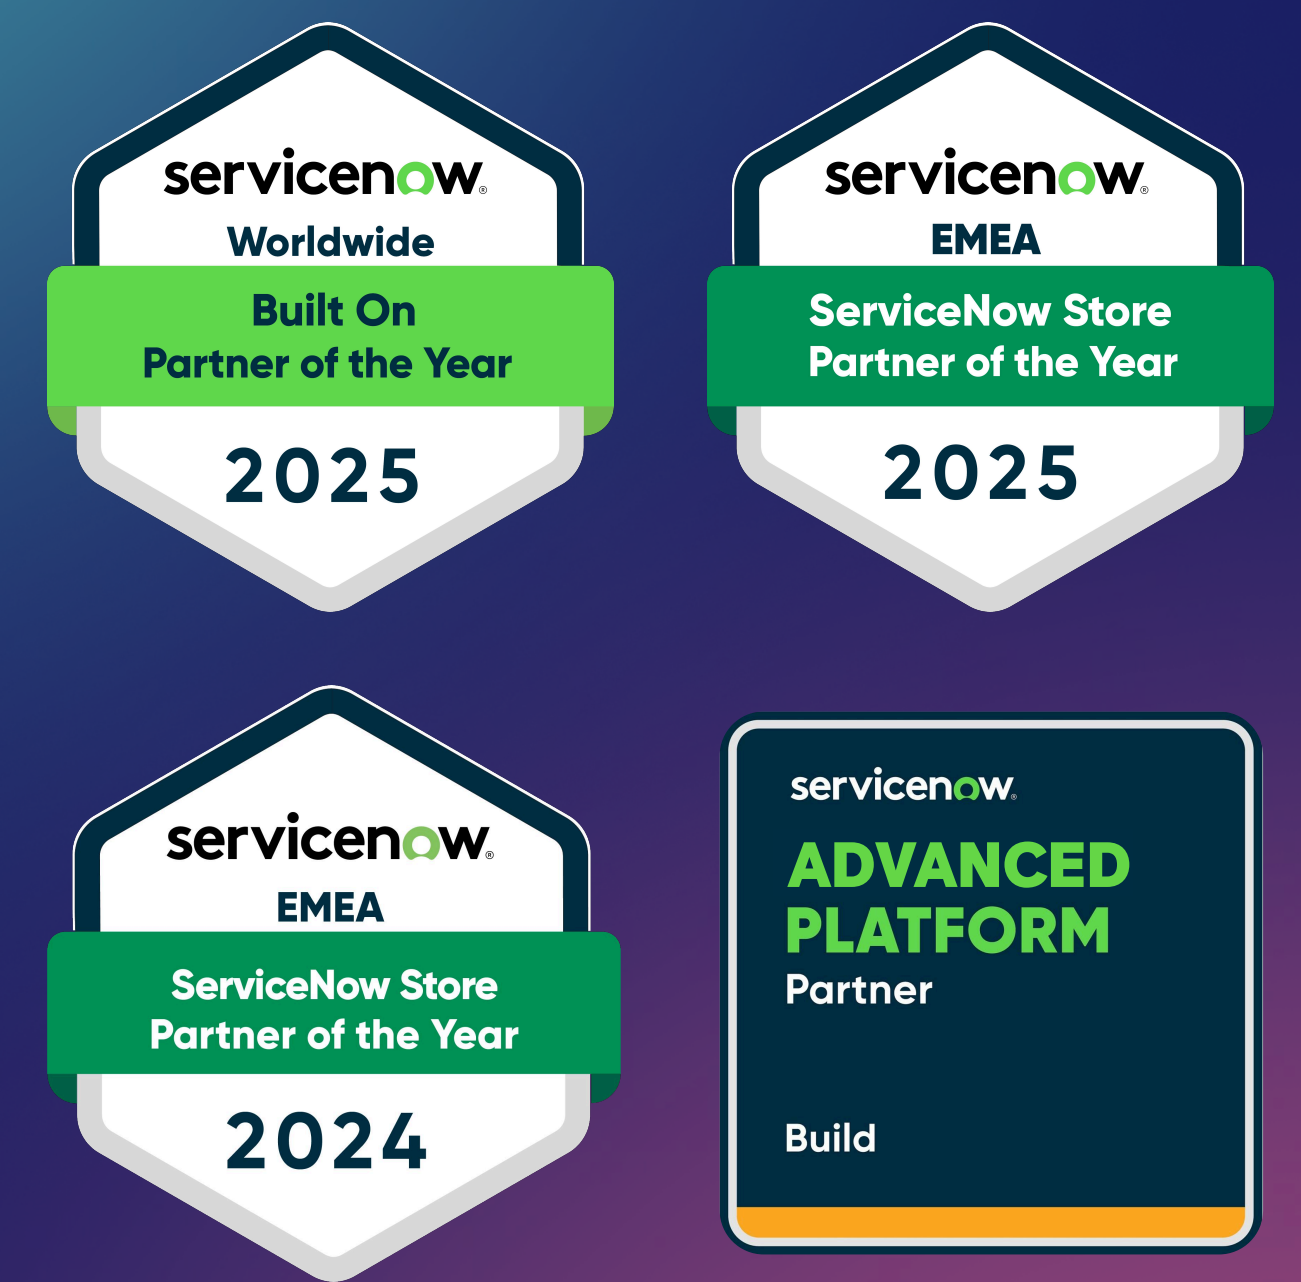 servicenow®
Worldwide
Built On
Partner of the Year
2025
servicenow®
EMEA
ServiceNow Store
Partner of the Year
2025
servicenow®
EMEA
ServiceNow Store
Partner of the Year
2024
servicenow®
ADVANCED
PLATFORM
Partner
Build